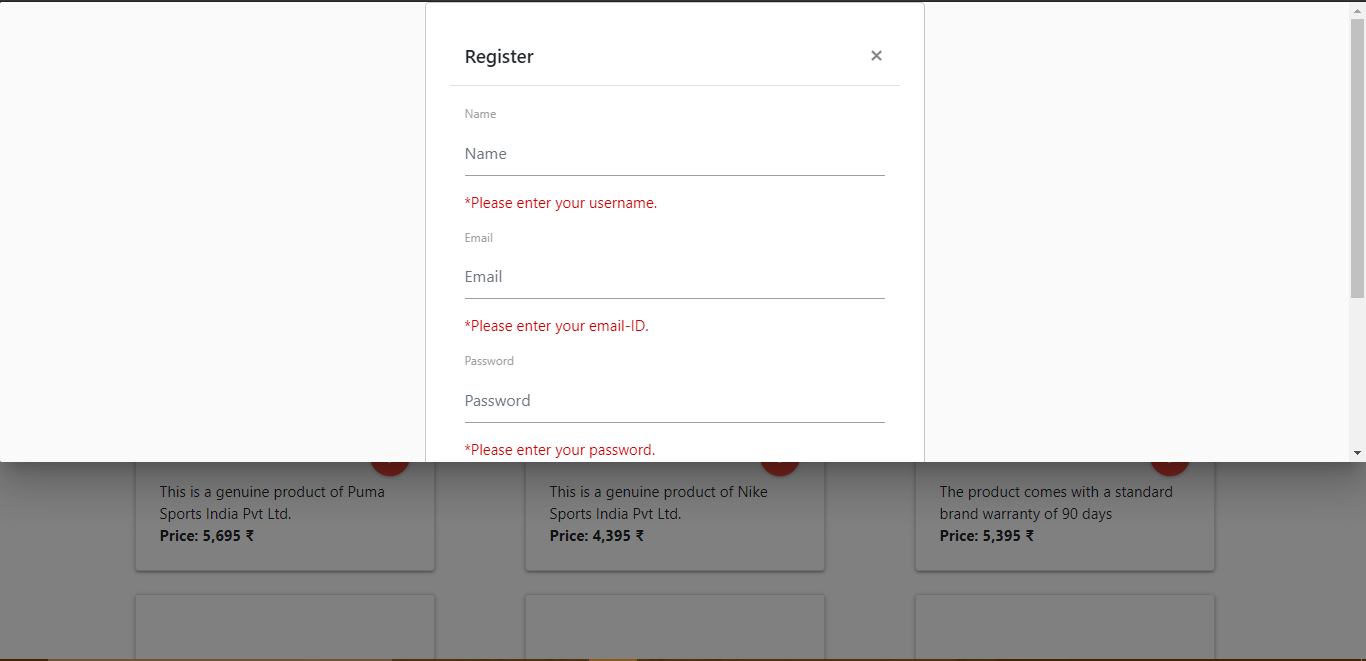 Register
×
Name
Name
*Please enter your username.
Email
Email
*Please enter your email-ID.
Password
Password
*Please enter your password.
This is a genuine product of Puma
Sports India Pvt Ltd.
Price: 5,695 ₹
This is a genuine product of Nike
Sports India Pvt Ltd.
Price: 4,395 ₹
The product comes with a standard
brand warranty of 90 days
Price: 5,395 ₹